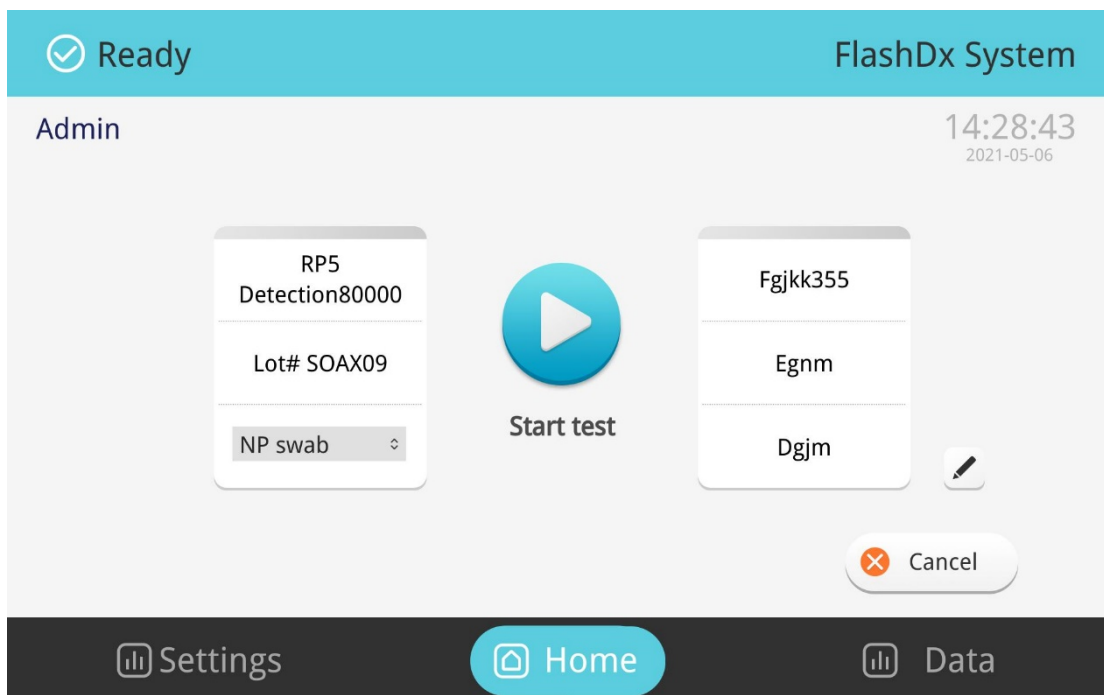 Ready
FlashDx System
Admin
14:28:43
2021-05-06
RP5
Detection80000
Lot# SOAX09
NP swab
Start test
Fgjkk355
Egnm
Dgjm
Cancel
Settings
Home
Data